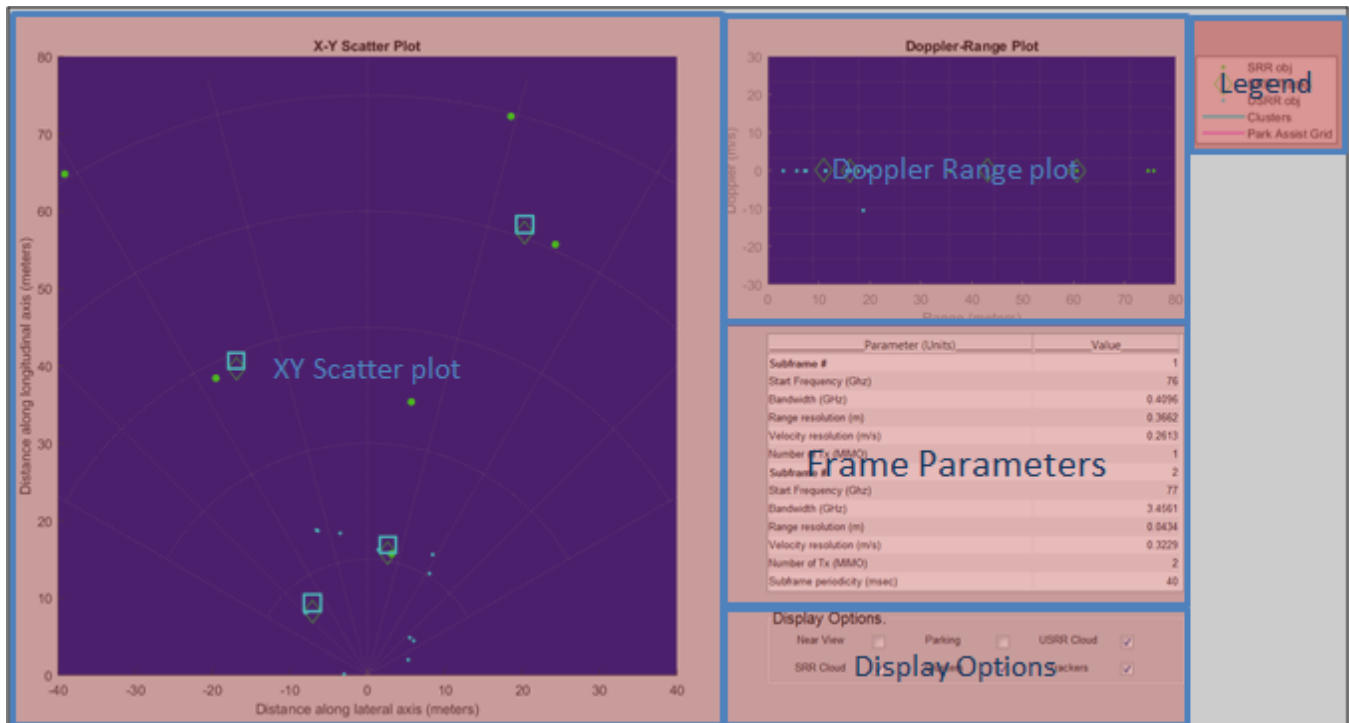 X-Y Scatter Plot
80
70
60
50
40
30
20
10
0
-40 -30 -20 -10 0 10 20 30 40
Distance along longitudinal axis (meters)
Distance along lateral axis (meters)
XY Scatter plot
Doppler-Range Plot
30
20
10
0
-10
-20
-30
0 10 20 30 40 50 60 70 80
Doppler (m/s)
Range (meters)
Doppler Range plot
SRR obj
USRR obj
Clusters
Park Assist Grid
Legend
Parameter (Units) Value
Subframe # 1
Start Frequency (Ghz) 76
Bandwidth (GHz) 0.4096
Range resolution (m) 0.3662
Velocity resolution (m/s) 0.2613
Number of Tx (MIMO) 1
Subframe # 2
Start Frequency (Ghz) 77
Bandwidth (GHz) 3.4561
Range resolution (m) 0.0434
Velocity resolution (m/s) 0.3229
Number of Tx (MIMO) 2
Subframe periodicity (msec) 40
Frame Parameters
Display Options.
Near View Parking USRR Cloud
SRR Cloud Trackers
Display Options